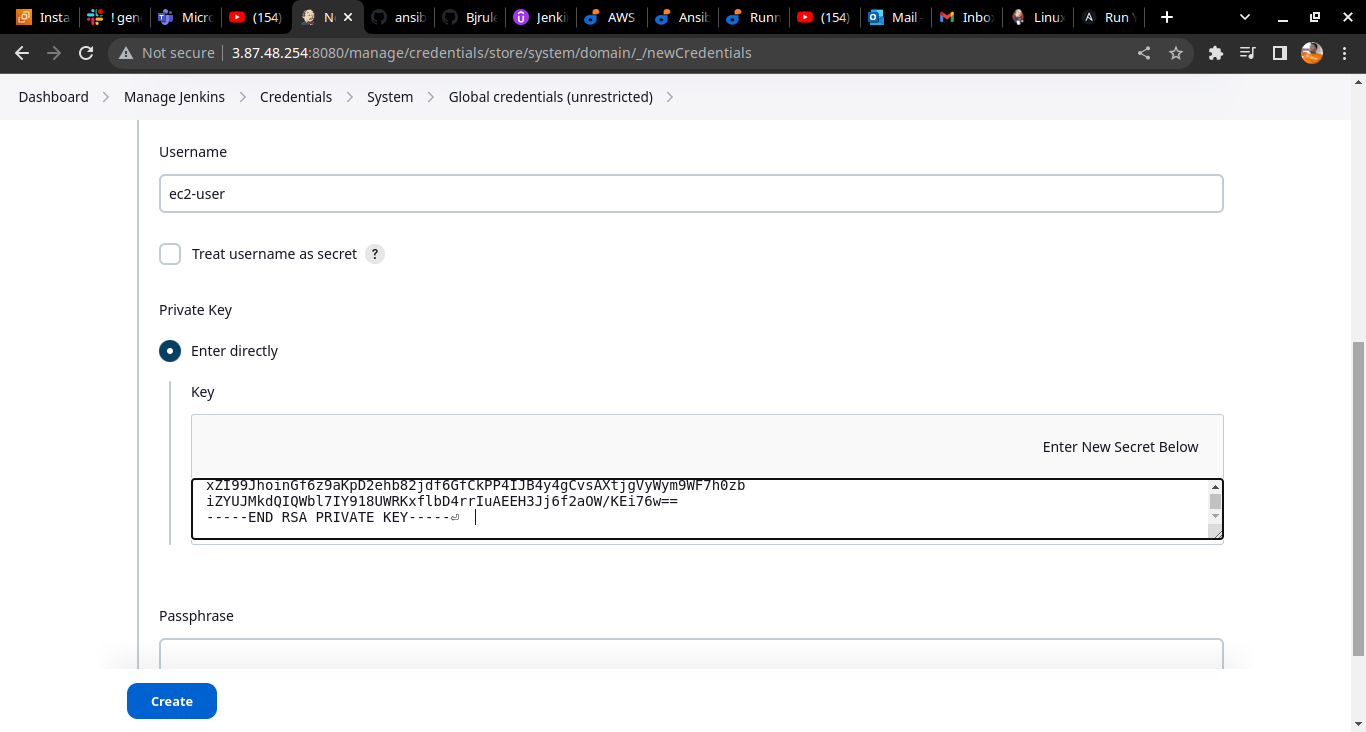 Insta
! gen
Micro
(154)
N
ansib
Bjrule
Jenki
AWS
Ansib
Runn
(154)
Mail
Inbo
Linux
Run
Not secure
3.87.48.254:8080/manage/credentials/store/system/domain/_/newCredentials
Dashboard > Manage Jenkins > Credentials > System > Global credentials (unrestricted) >
Username
ec2-user
Treat username as secret ?
Private Key
Enter directly
Key
Enter New Secret Below
xZI99JhoinGf6z9aKpD2ehb82jdf6GfCkPP4IJB4y4gCvsAXtjgVyWym9WF7h0zb
iZYUJMkdQIQWbl7IY918UWRKxflbD4rrIuAEEH3Jj6f2aOW/KEi76w==
-----END RSA PRIVATE KEY-----⏎
Passphrase
Create